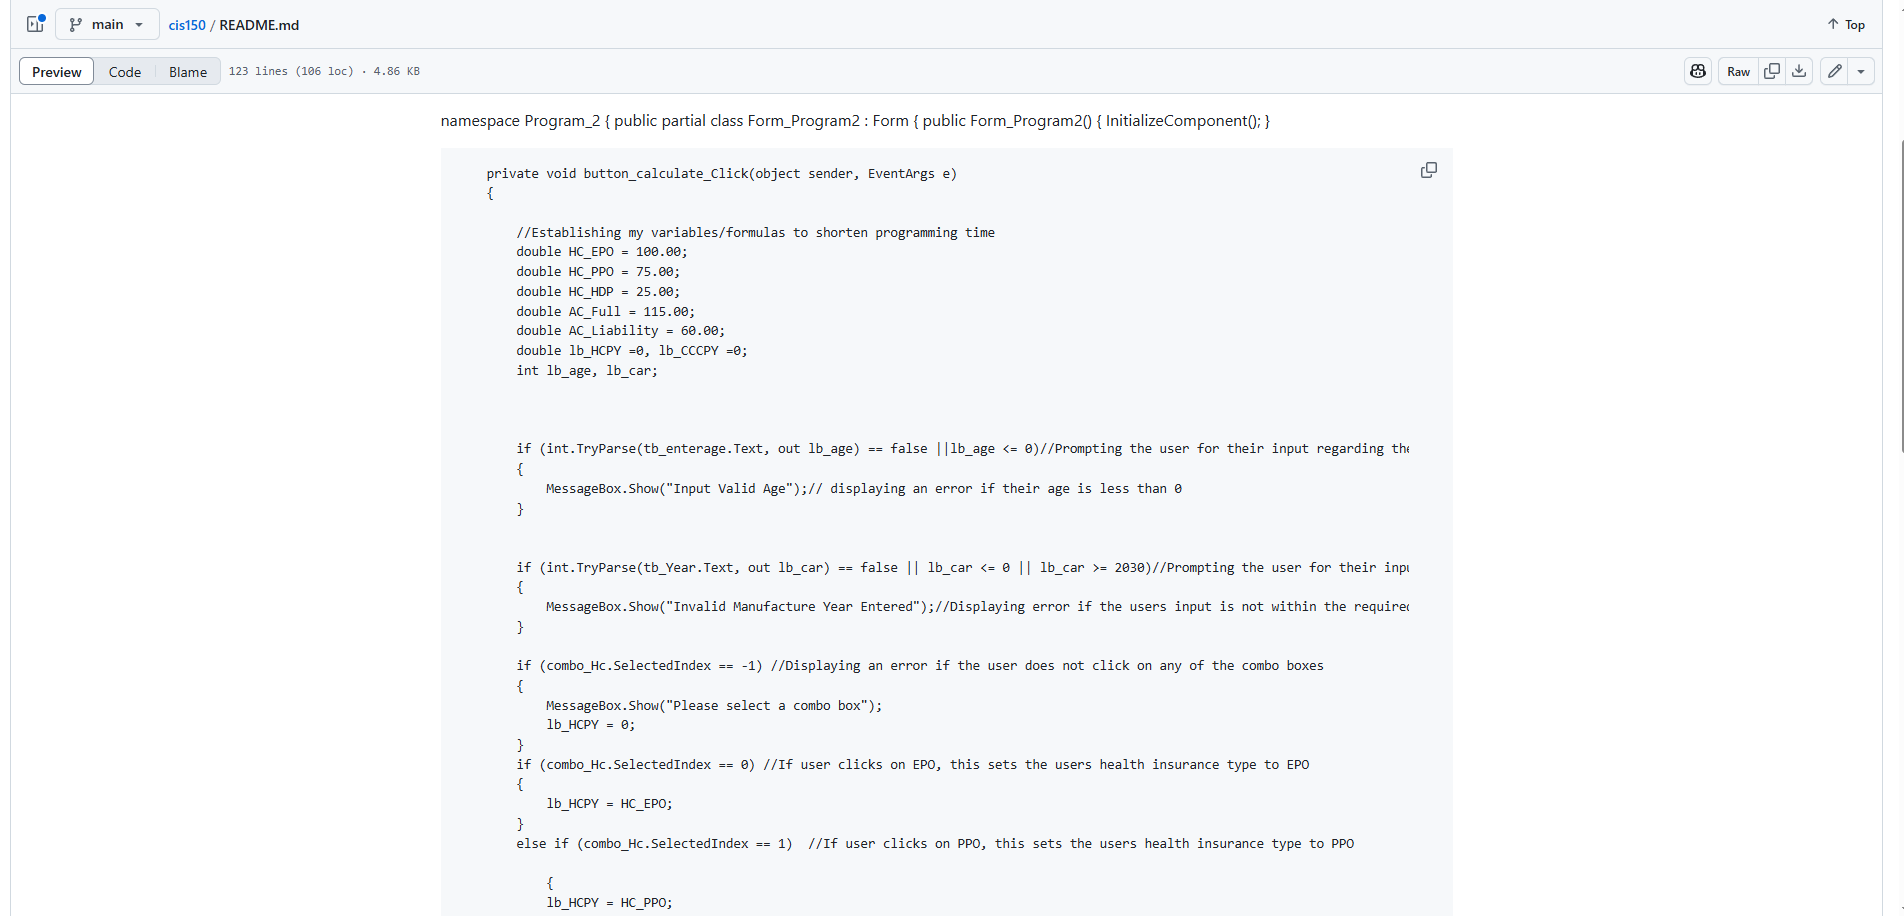 main
cis150 / README.md
Top
Preview Code Blame 123 lines (106 loc) · 4.86 KB
Raw
namespace Program_2 { public partial class Form_Program2 : Form { public Form_Program2() { InitializeComponent(); }
private void button_calculate_Click(object sender, EventArgs e)
{
//Establishing my variables/formulas to shorten programming time
double HC_EPO = 100.00;
double HC_PPO = 75.00;
double HC_HDP = 25.00;
double AC_Full = 115.00;
double AC_Liability = 60.00;
double lb_HCPY =0, lb_CCCPY =0;
int lb_age, lb_car;
if (int.TryParse(tb_enterage.Text, out lb_age) == false ||lb_age <= 0)//Prompting the user for their input regarding the
{
MessageBox.Show("Input Valid Age");// displaying an error if their age is less than 0
}
if (int.TryParse(tb_Year.Text, out lb_car) == false || lb_car <= 0 || lb_car >= 2030)//Prompting the user for their inpu
{
MessageBox.Show("Invalid Manufacture Year Entered");//Displaying error if the users input is not within the required
}
if (combo_Hc.SelectedIndex == -1) //Displaying an error if the user does not click on any of the combo boxes
{
MessageBox.Show("Please select a combo box");
lb_HCPY = 0;
}
if (combo_Hc.SelectedIndex == 0) //If user clicks on EPO, this sets the users health insurance type to EPO
{
lb_HCPY = HC_EPO;
}
else if (combo_Hc.SelectedIndex == 1)  //If user clicks on PPO, this sets the users health insurance type to PPO
{
lb_HCPY = HC_PPO;